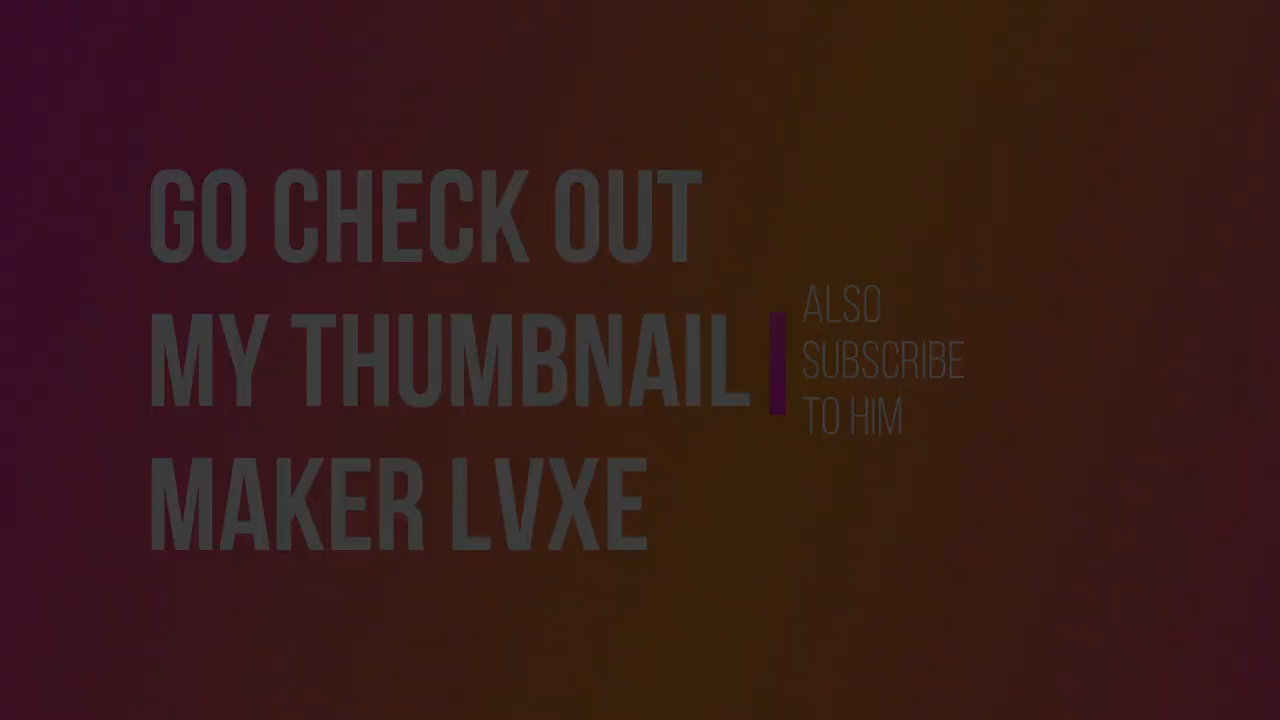 GO CHECK OUT
MY THUMBNAIL
MAKER LVXE
ALSO
SUBSCRIBE
TO HIM